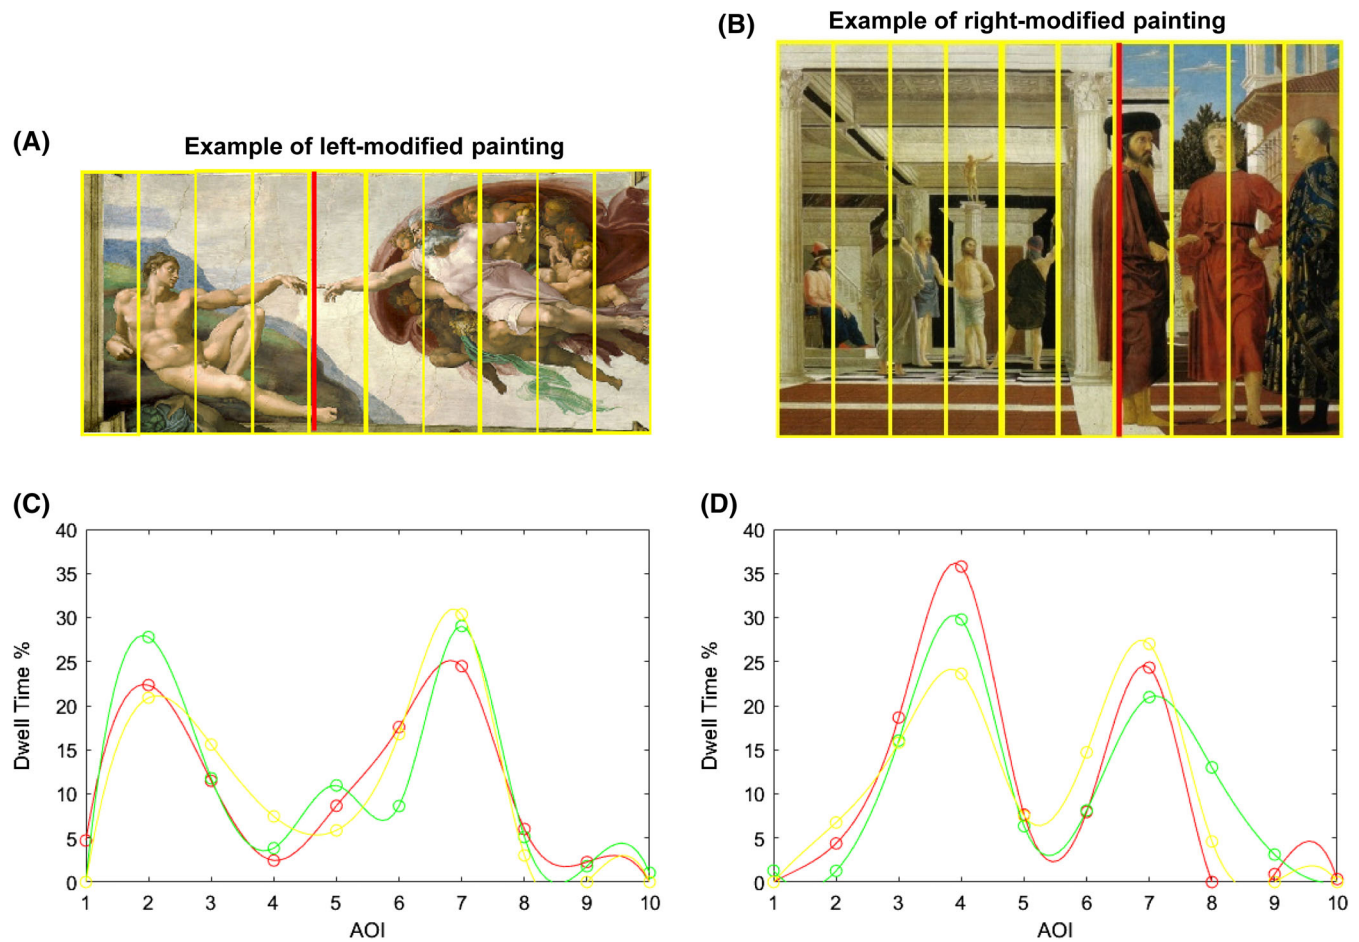 (A)
Example of left-modified painting
(B)
Example of right-modified painting
(C)
40
35
30
25
20
15
10
5
0
Dwell Time %
1 2 3 4 5 6 7 8 9 10
AOI
(D)
40
35
30
25
20
15
10
5
0
Dwell Time %
1 2 3 4 5 6 7 8 9 10
AOI